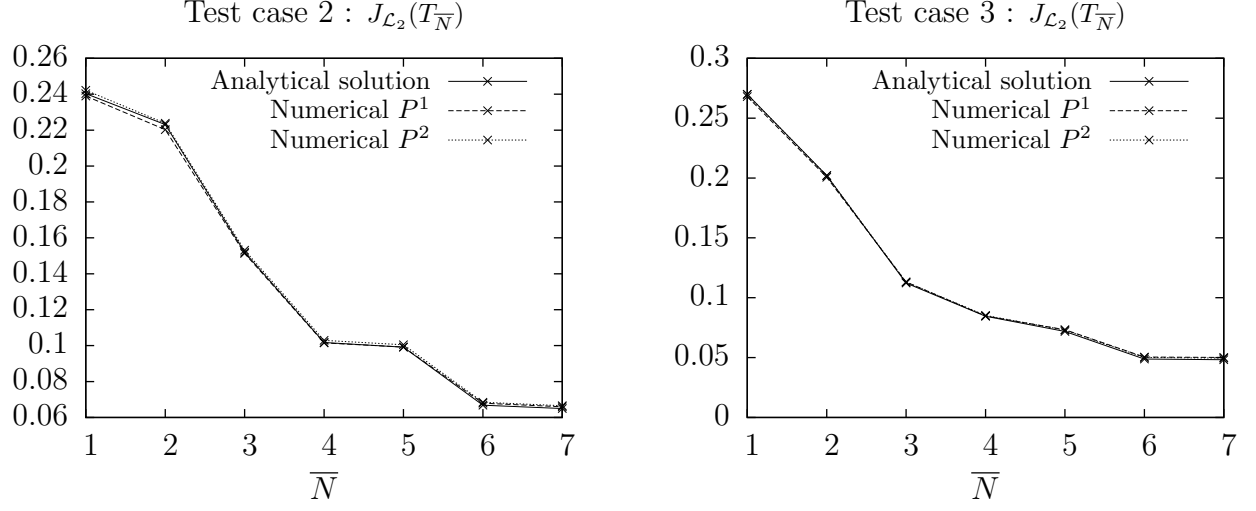 Test case 2 : J_{\mathcal{L}_2}(T_{\overline{N}})
0.26
0.24
0.22
0.2
0.18
0.16
0.14
0.12
0.1
0.08
0.06
Analytical solution
Numerical P^1
Numerical P^2
1 2 3 4 5 6 7
\overline{N}
Test case 3 : J_{\mathcal{L}_2}(T_{\overline{N}})
0.3
0.25
0.2
0.15
0.1
0.05
0
Analytical solution
Numerical P^1
Numerical P^2
1 2 3 4 5 6 7
\overline{N}